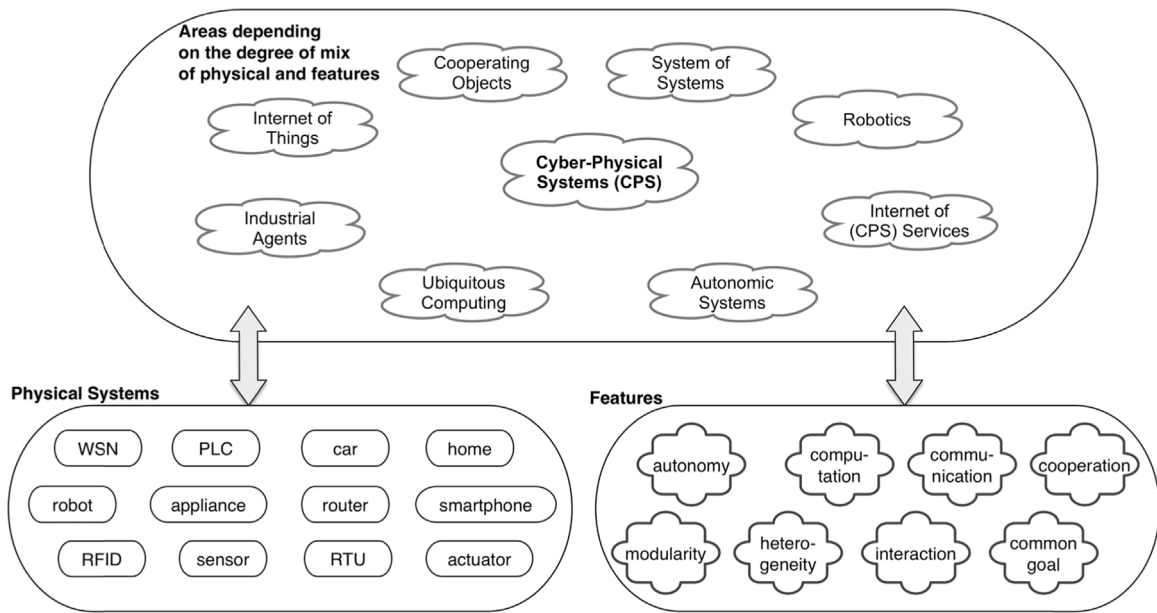 Areas depending
on the degree of mix
of physical and features
Cooperating
Objects
System of
Systems
Internet of
Things
Robotics
Cyber-Physical
Systems (CPS)
Industrial
Agents
Internet of
(CPS) Services
Ubiquitous
Computing
Autonomic
Systems
Physical Systems
WSN
PLC
car
home
robot
appliance
router
smartphone
RFID
sensor
RTU
actuator
Features
autonomy
compu-
tation
commu-
nication
cooperation
modularity
hetero-
geneity
interaction
common
goal